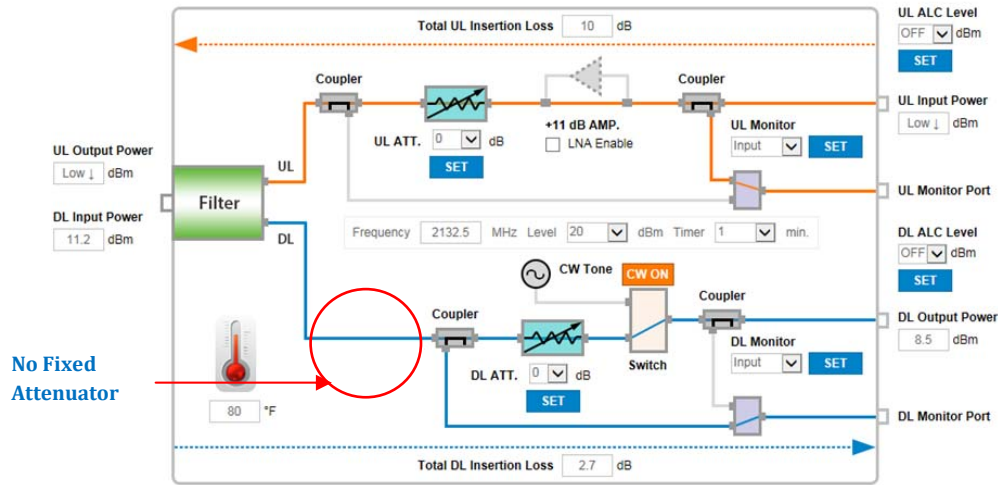 Total UL Insertion Loss 10 dB
UL ALC Level
OFF dBm
SET
Coupler
Coupler
UL Input Power
Low ↓ dBm
+11 dB AMP.
LNA Enable
UL ATT. 0 dB
SET
UL Monitor
Input SET
UL Output Power
Low ↓ dBm
UL
Filter
DL
UL Monitor Port
DL Input Power
11.2 dBm
Frequency 2132.5 MHz Level 20 dBm Timer 1 min.
DL ALC Level
OFF dBm
SET
CW Tone CW ON
Coupler
Coupler
Switch
DL Output Power
8.5 dBm
DL Monitor
Input SET
No Fixed
Attenuator
DL ATT. 0 dB
SET
80 °F
DL Monitor Port
Total DL Insertion Loss 2.7 dB